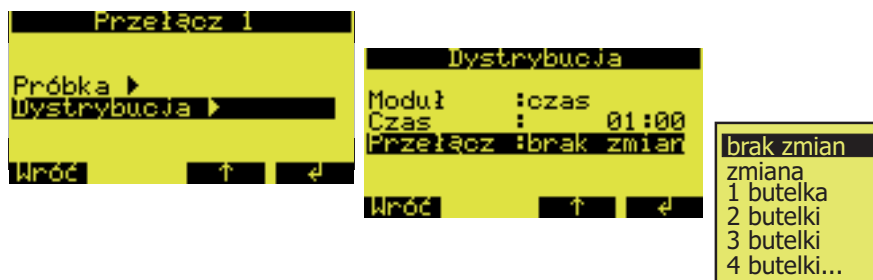 Przełącz 1
Próbka ▶
Dystrybucja ▶
Wróć ↑ ↲
Dystrybucja
Moduł :czas
Czas : 01:00
Przełącz :brak zmian
Wróć ↑ ↲
brak zmian
zmiana
1 butelka
2 butelki
3 butelki
4 butelki...